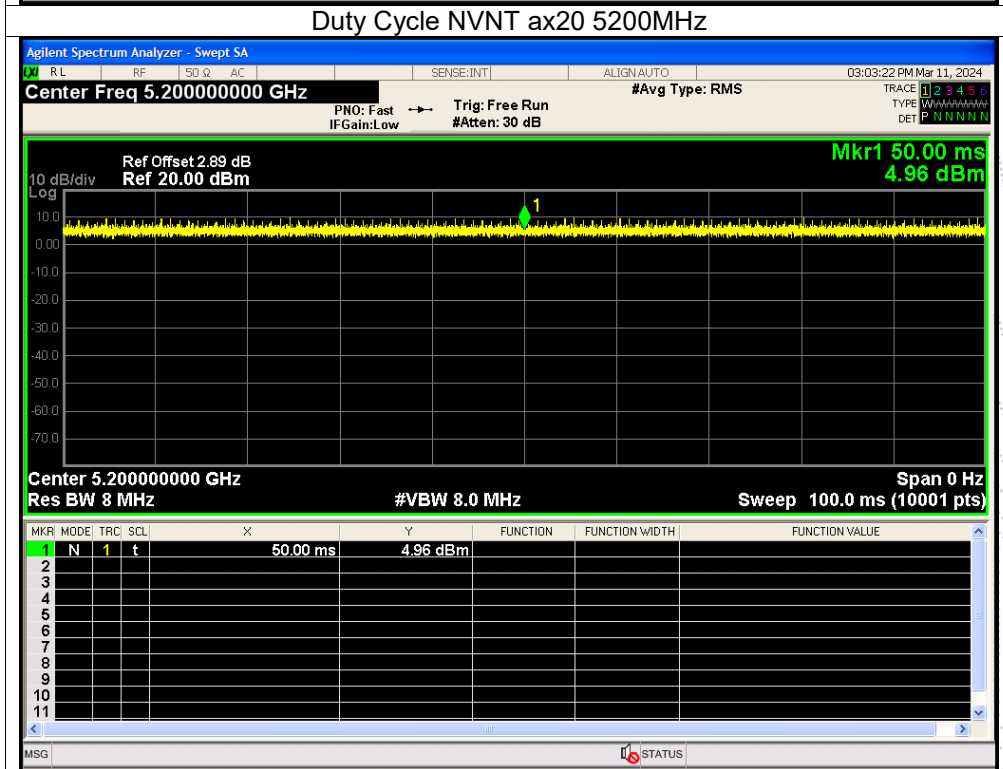 Duty Cycle NVNT ax20 5200MHz
Agilent Spectrum Analyzer - Swept SA
LXI RL RF 50 Ω AC SENSE:INT ALIGN AUTO 03:03:22 PM Mar 11, 2024
Center Freq 5.200000000 GHz #Avg Type: RMS TRACE 1 2 3 4 5 6
PNO: Fast Trig: Free Run TYPE WWWWWW
IFGain:Low #Atten: 30 dB DET P N N N N N
Mkr1 50.00 ms
Ref Offset 2.89 dB
10 dB/div Ref 20.00 dBm 4.96 dBm
Log
1
10.0
0.00
-10.0
-20.0
-30.0
-40.0
-50.0
-60.0
-70.0
Center 5.200000000 GHz Span 0 Hz
Res BW 8 MHz #VBW 8.0 MHz Sweep 100.0 ms (10001 pts)
MKR MODE TRC SCL X Y FUNCTION FUNCTION WIDTH FUNCTION VALUE
1 N 1 t 50.00 ms 4.96 dBm
2
3
4
5
6
7
8
9
10
11
MSG STATUS